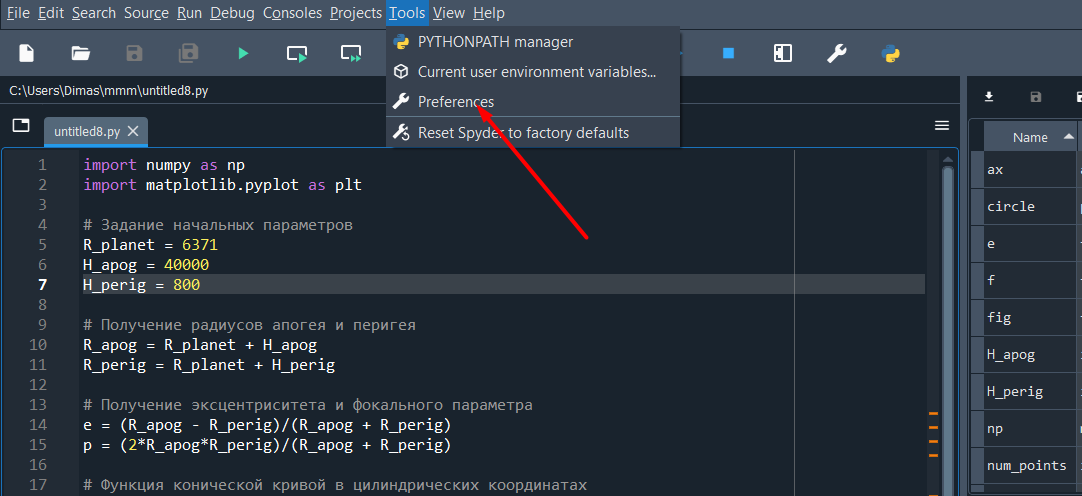 File Edit Search Source Run Debug Consoles Projects Tools View Help
PYTHONPATH manager
Current user environment variables...
Preferences
Reset Spyder to factory defaults
C:\Users\Dimas\mmm\untitled8.py
untitled8.py
1 import numpy as np
2 import matplotlib.pyplot as plt
3
4 # Задание начальных параметров
5 R_planet = 6371
6 H_apog = 40000
7 H_perig = 800
8
9 # Получение радиусов апогея и перигея
10 R_apog = R_planet + H_apog
11 R_perig = R_planet + H_perig
12
13 # Получение эксцентриситета и фокального параметра
14 e = (R_apog - R_perig)/(R_apog + R_perig)
15 p = (2*R_apog*R_perig)/(R_apog + R_perig)
16
17 # Функция конической кривой в цилиндрических координатах
Name
ax
circle
e
f
fig
H_apog
H_perig
np
num_points